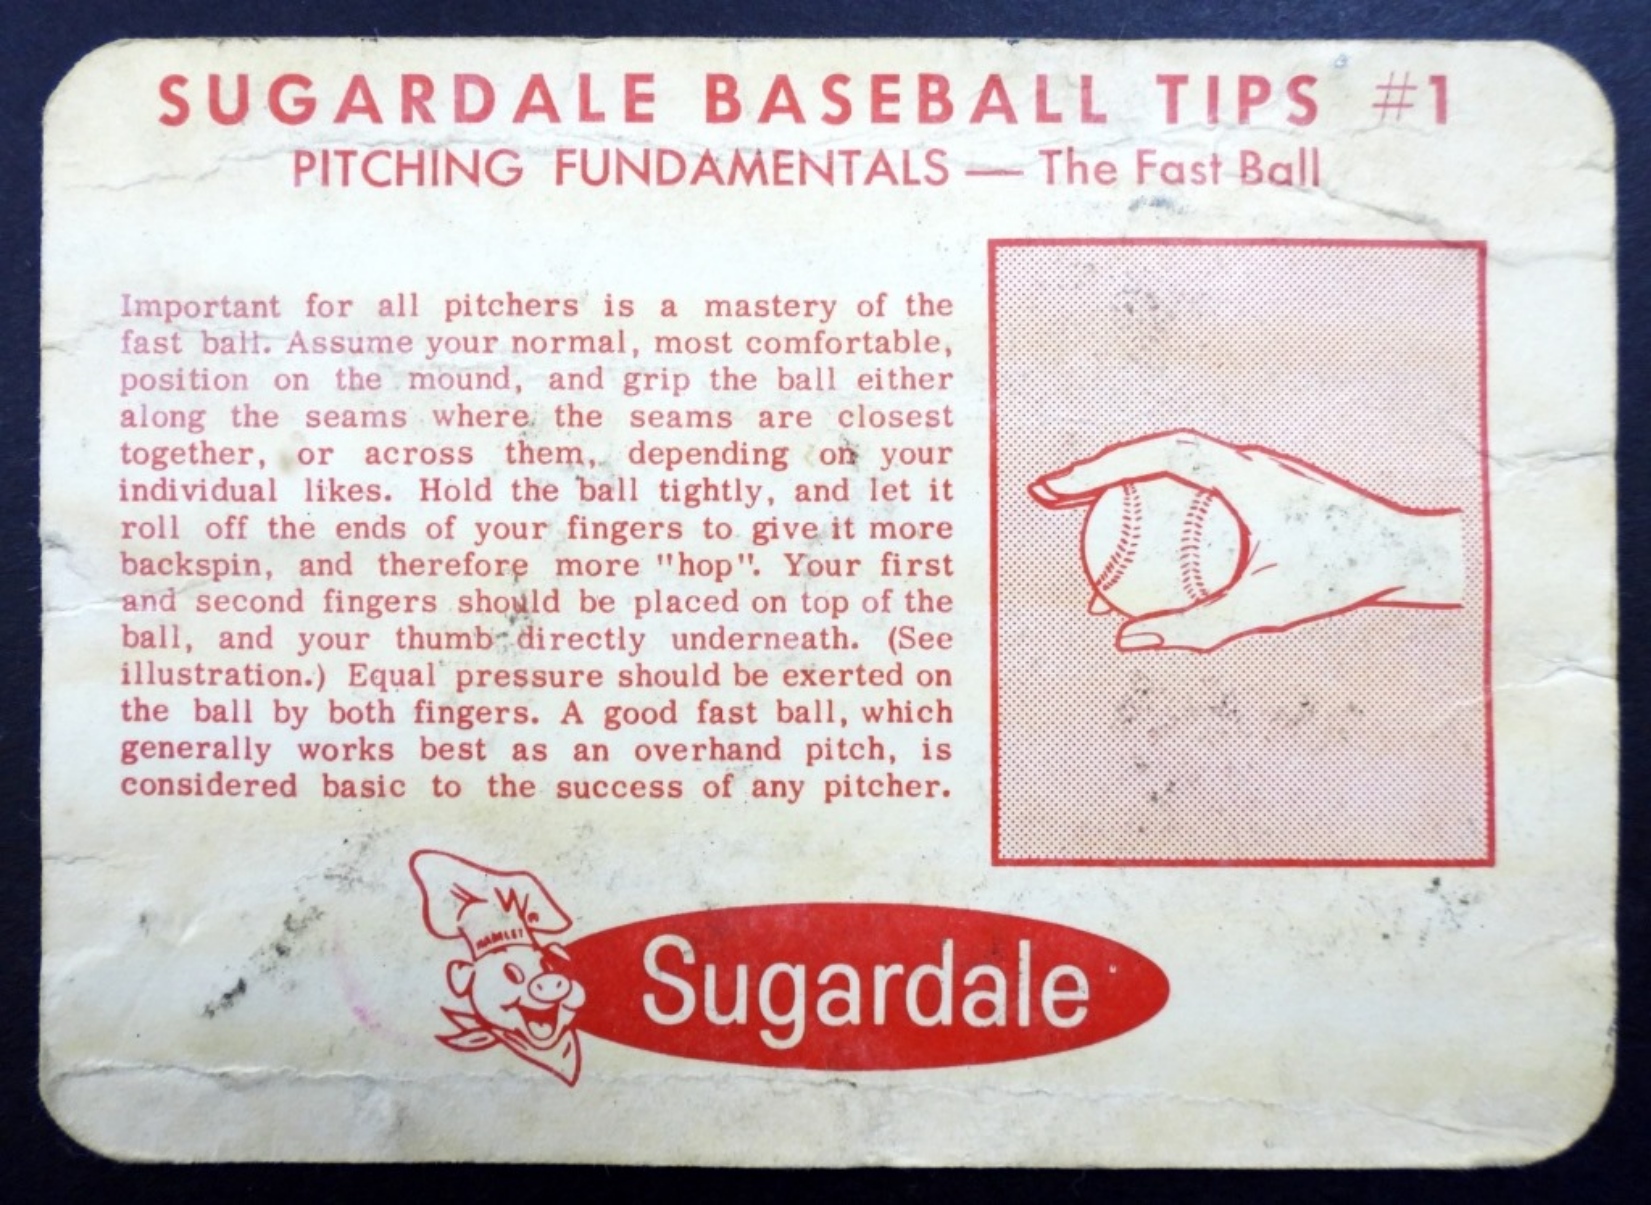 SUGARDALE BASEBALL TIPS #1
PITCHING FUNDAMENTALS — The Fast Ball
Important for all pitchers is a mastery of the
fast ball. Assume your normal, most comfortable,
position on the mound, and grip the ball either
along the seams where the seams are closest
together, or across them, depending on your
individual likes. Hold the ball tightly, and let it
roll off the ends of your fingers to give it more
backspin, and therefore more "hop". Your first
and second fingers should be placed on top of the
ball, and your thumb directly underneath. (See
illustration.) Equal pressure should be exerted on
the ball by both fingers. A good fast ball, which
generally works best as an overhand pitch, is
considered basic to the success of any pitcher.
W.
HAMLET
Sugardale